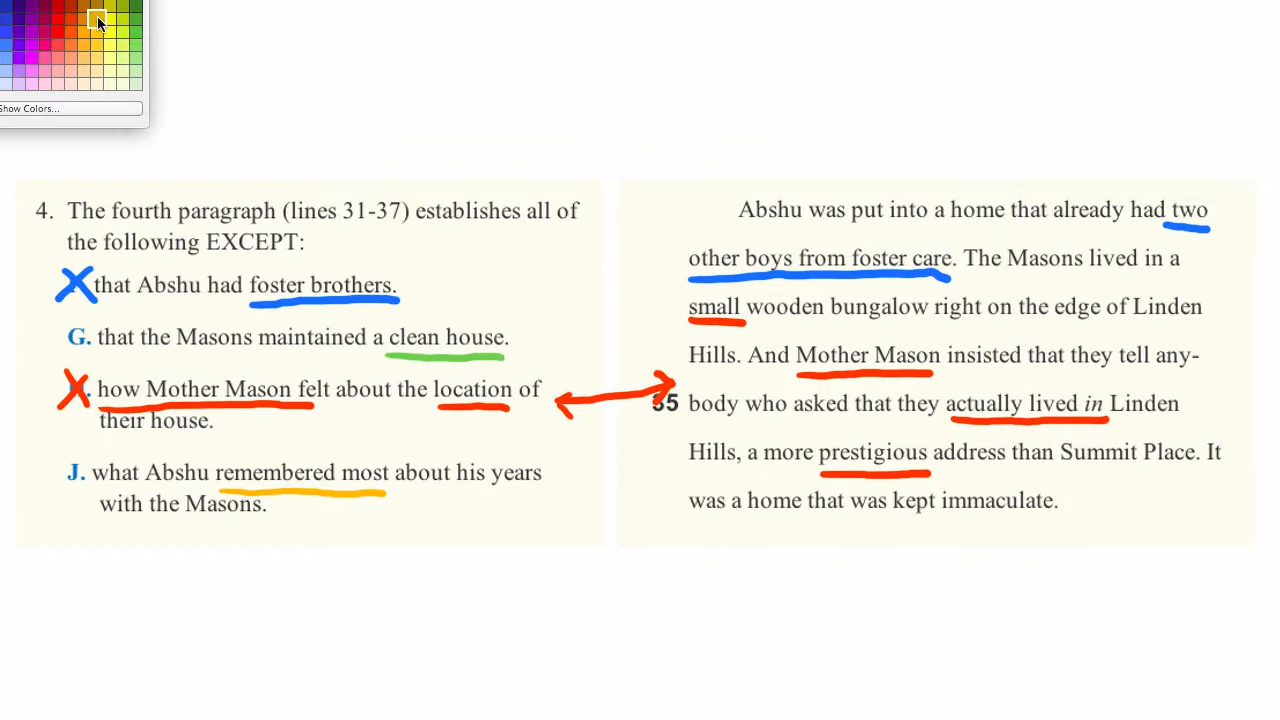 Show Colors...
4. The fourth paragraph (lines 31-37) establishes all of
the following EXCEPT:
that Abshu had foster brothers.
G. that the Masons maintained a clean house.
how Mother Mason felt about the location of
their house.
J. what Abshu remembered most about his years
with the Masons.
Abshu was put into a home that already had two
other boys from foster care. The Masons lived in a
small wooden bungalow right on the edge of Linden
Hills. And Mother Mason insisted that they tell any-
35 body who asked that they actually lived in Linden
Hills, a more prestigious address than Summit Place. It
was a home that was kept immaculate.